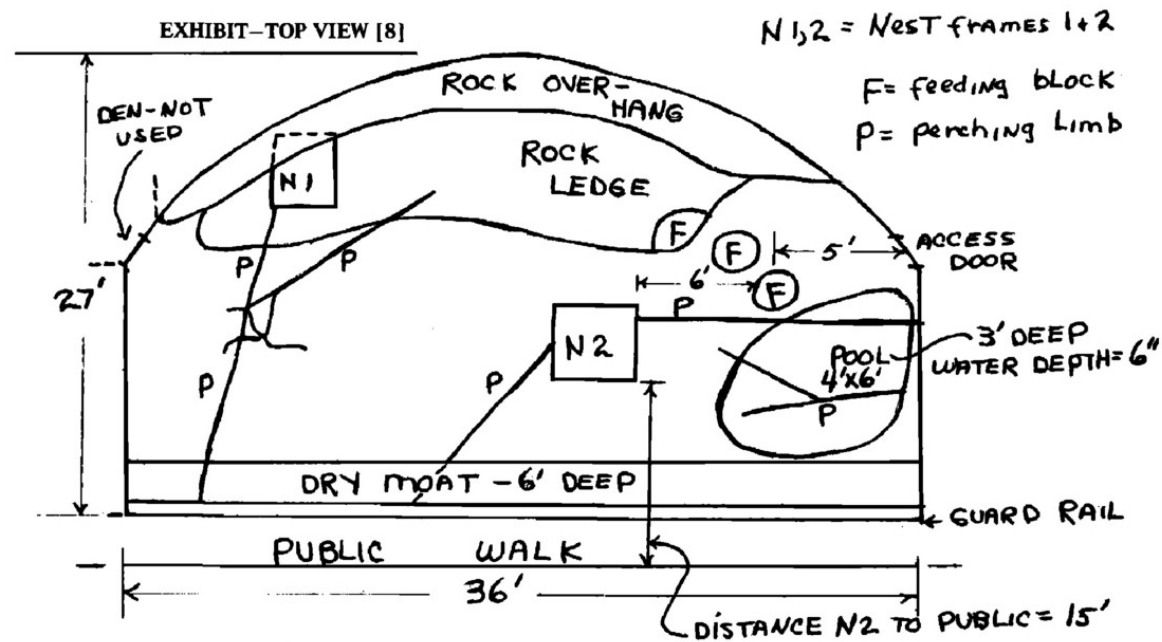 EXHIBIT–TOP VIEW [8]
N1,2 = NEST frames 1+2
F= feeding block
P= perching Limb
ROCK OVER-
HANG
DEN-NOT
USED
ROCK
LEDGE
N1
F
F
F
5'
ACCESS
DOOR
6'
P
P
27'
P
N2
P
P
3' DEEP
WATER DEPTH=6"
POOL
4'x6'
P
DRY MOAT - 6' DEEP
GUARD RAIL
PUBLIC WALK
36'
DISTANCE N2 TO PUBLIC = 15'